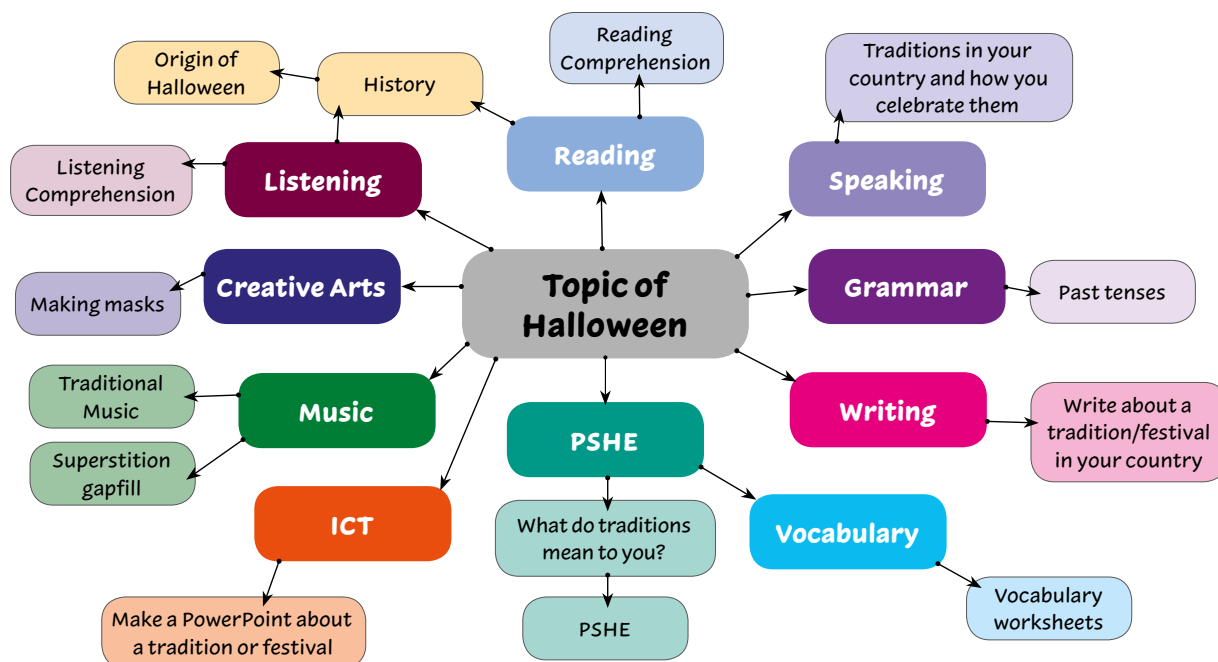 Origin of
Halloween
History
Reading
Comprehension
Traditions in your
country and how you
celebrate them
Listening
Comprehension
Listening
Reading
Speaking
Making masks
Creative Arts
Topic of
Halloween
Grammar
Past tenses
Traditional
Music
Superstition
gapfill
Music
PSHE
Writing
Write about a
tradition/festival
in your country
ICT
What do traditions
mean to you?
Vocabulary
Make a PowerPoint about
a tradition or festival
PSHE
Vocabulary
worksheets